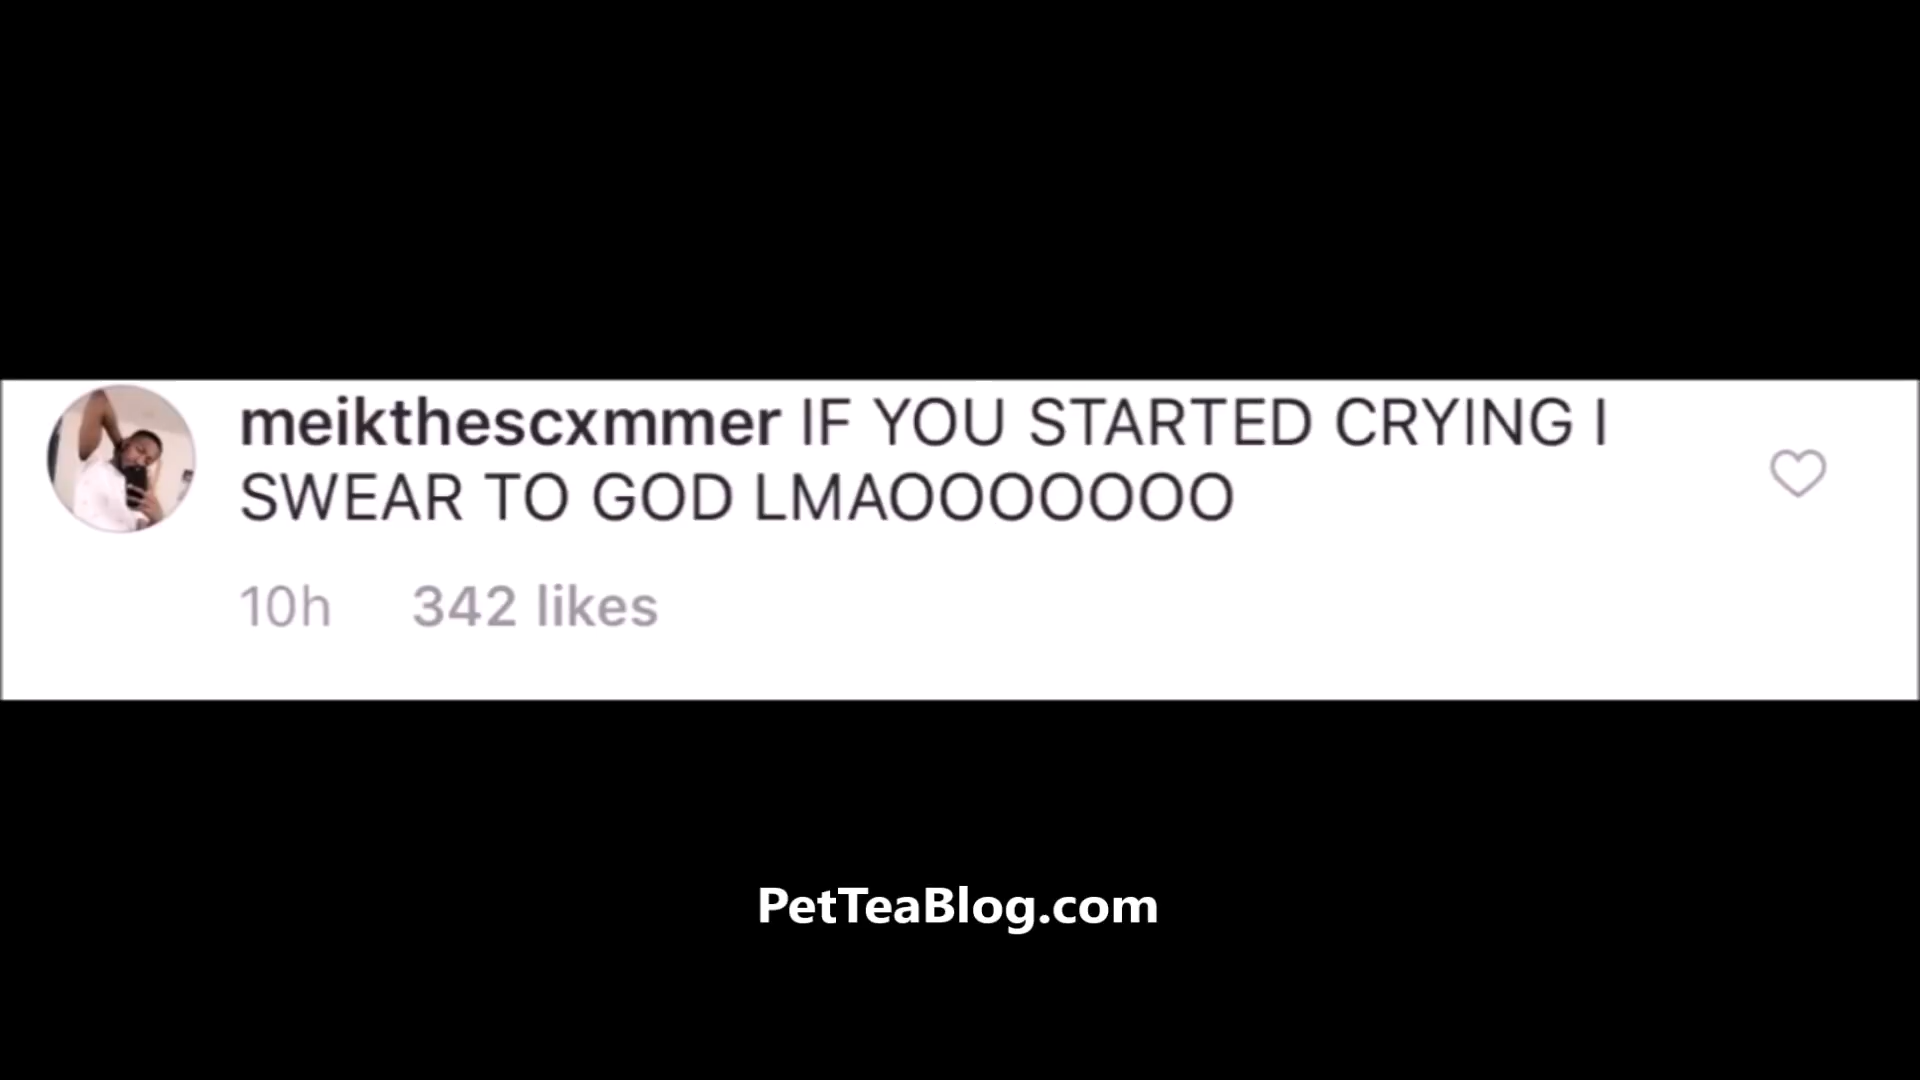 meikthescxmmer IF YOU STARTED CRYING I
SWEAR TO GOD LMAOOOOOOO
10h 342 likes
PetTeaBlog.com